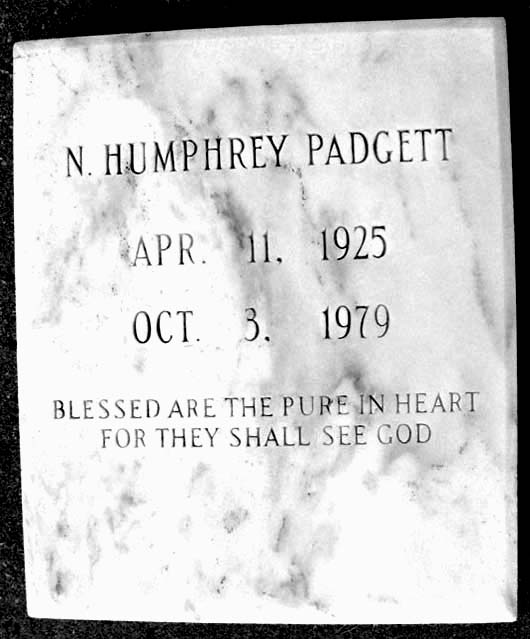 N. HUMPHREY PADGETT
APR. 11, 1925
OCT. 3, 1979
BLESSED ARE THE PURE IN HEART
FOR THEY SHALL SEE GOD